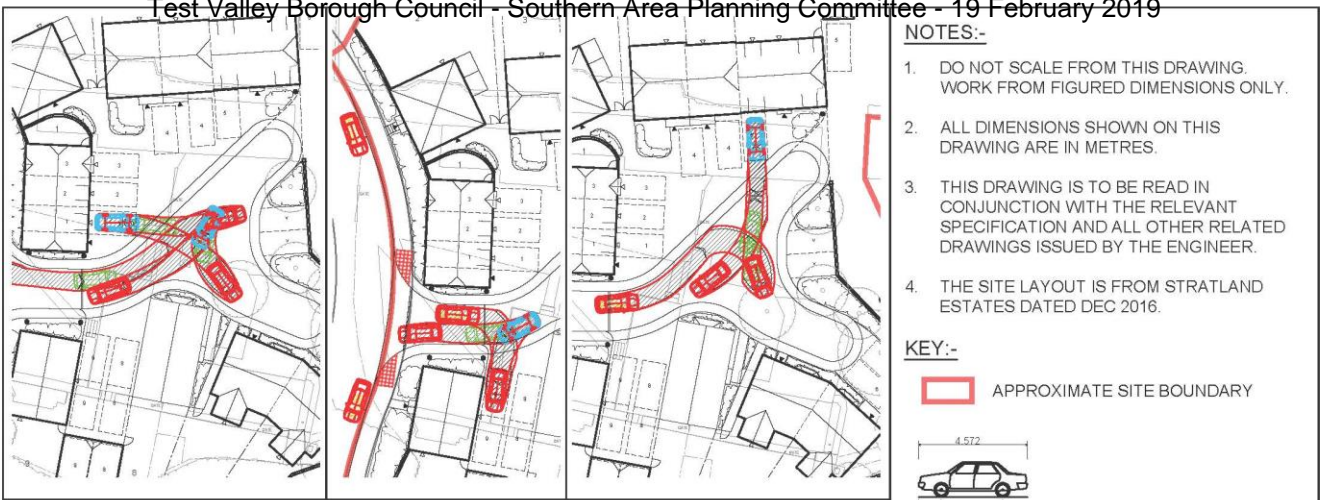 Test Valley Borough Council - Southern Area Planning Committee - 19 February 2019
NOTES:-
1. DO NOT SCALE FROM THIS DRAWING.
WORK FROM FIGURED DIMENSIONS ONLY.
2. ALL DIMENSIONS SHOWN ON THIS
DRAWING ARE IN METRES.
3. THIS DRAWING IS TO BE READ IN
CONJUNCTION WITH THE RELEVANT
SPECIFICATION AND ALL OTHER RELATED
DRAWINGS ISSUED BY THE ENGINEER.
4. THE SITE LAYOUT IS FROM STRATLAND
ESTATES DATED DEC 2016.
KEY:-
APPROXIMATE SITE BOUNDARY
4.572